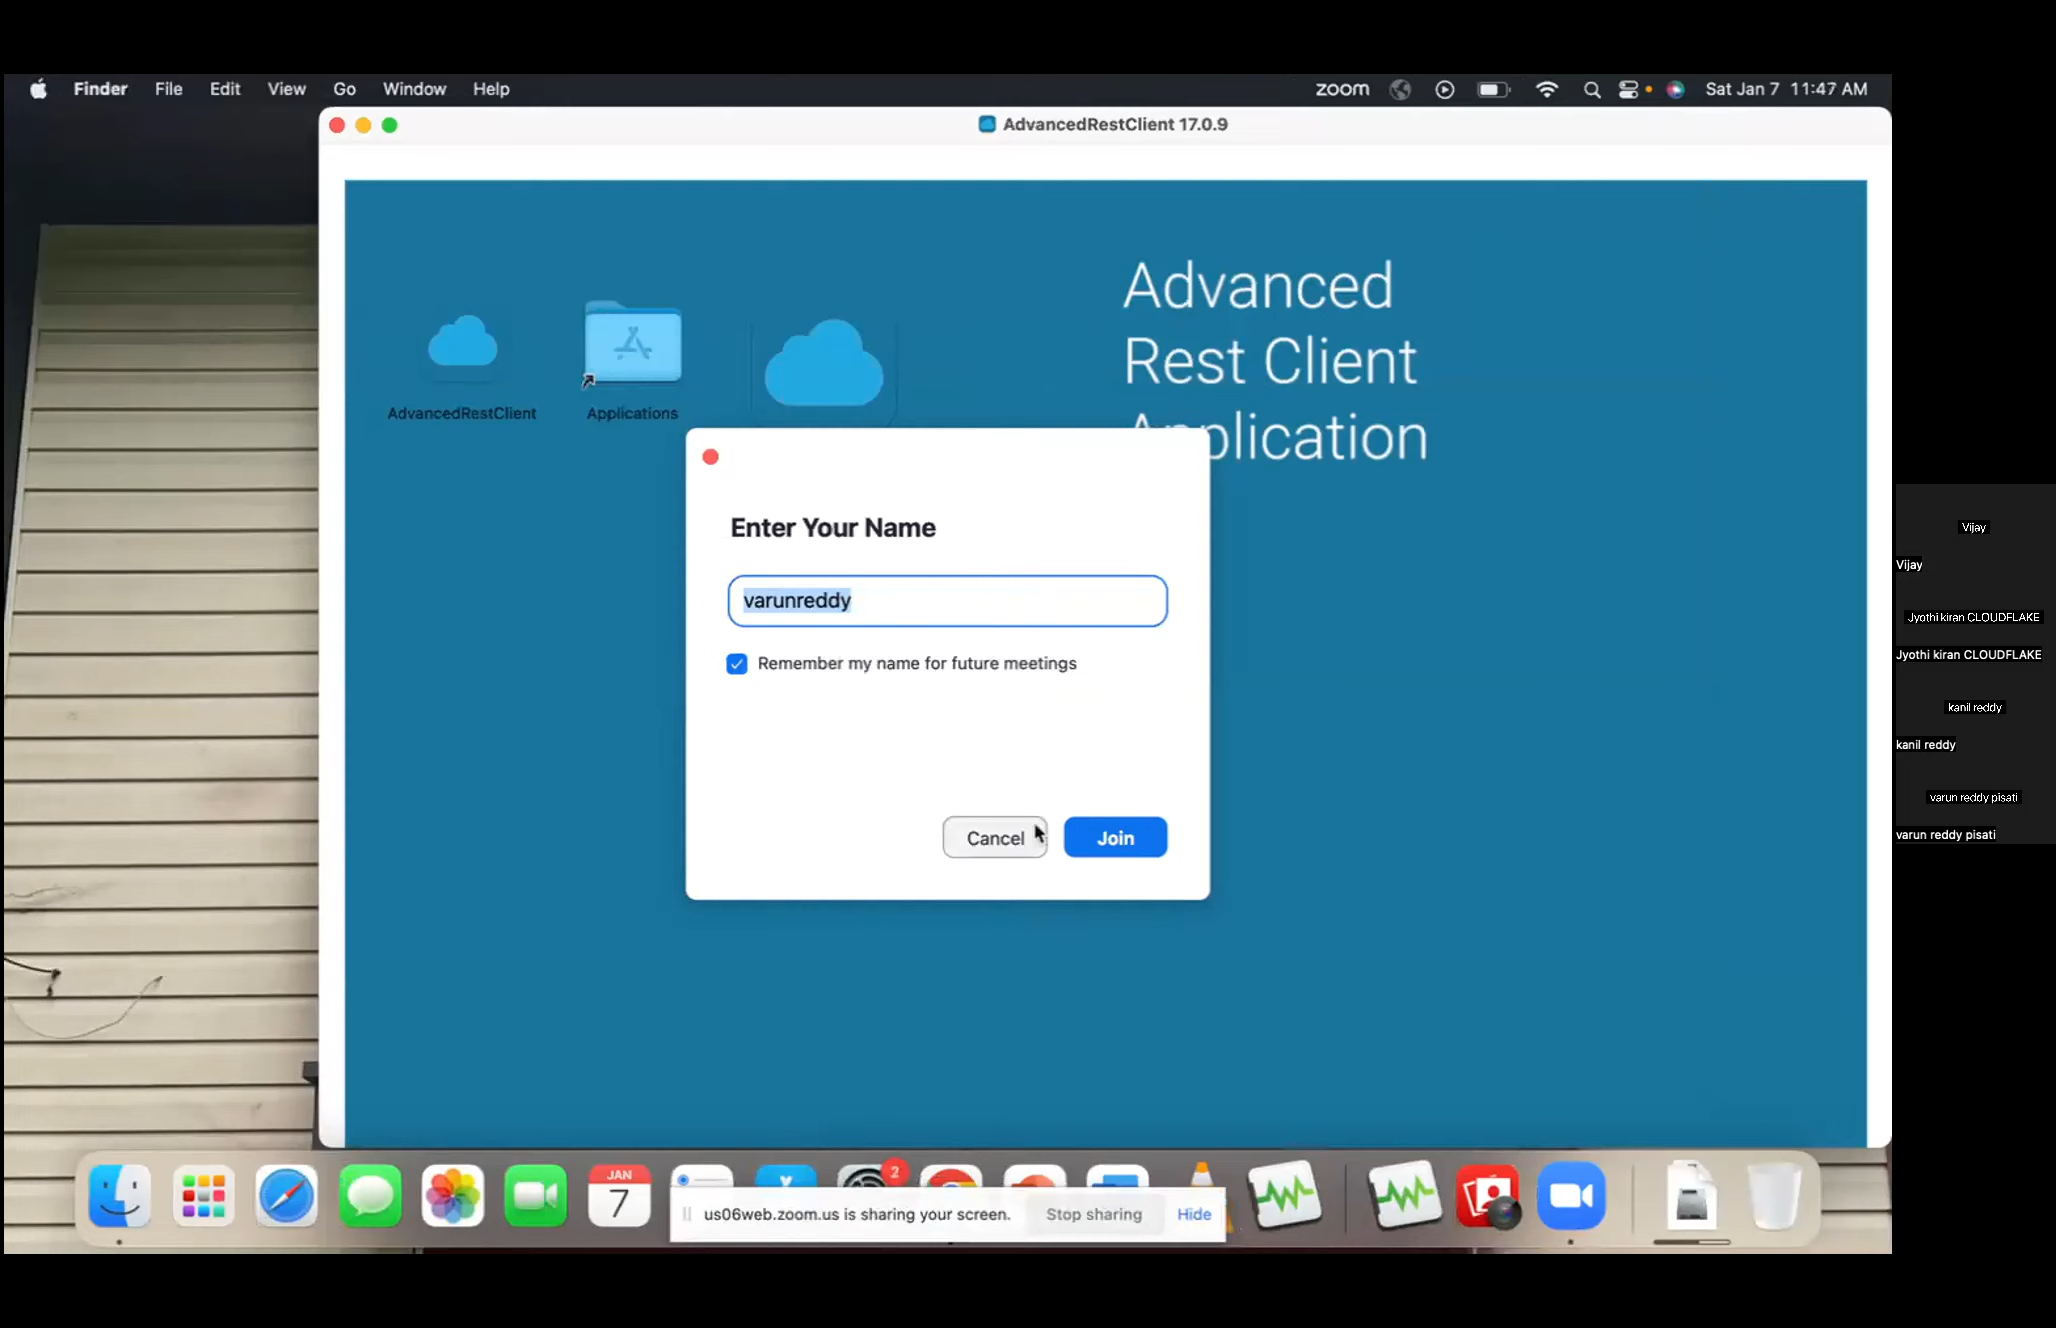 Finder File Edit View Go Window Help
zoom Sat Jan 7 11:47 AM
AdvancedRestClient 17.0.9
Advanced
Rest Client
Application
AdvancedRestClient
Applications
Enter Your Name
varunreddy
Remember my name for future meetings
Cancel
Join
Vijay
Vijay
Jyothi kiran CLOUDFLAKE
Jyothi kiran CLOUDFLAKE
kanil reddy
kanil reddy
varun reddy pisati
varun reddy pisati
JAN
7
2
us06web.zoom.us is sharing your screen. Stop sharing Hide